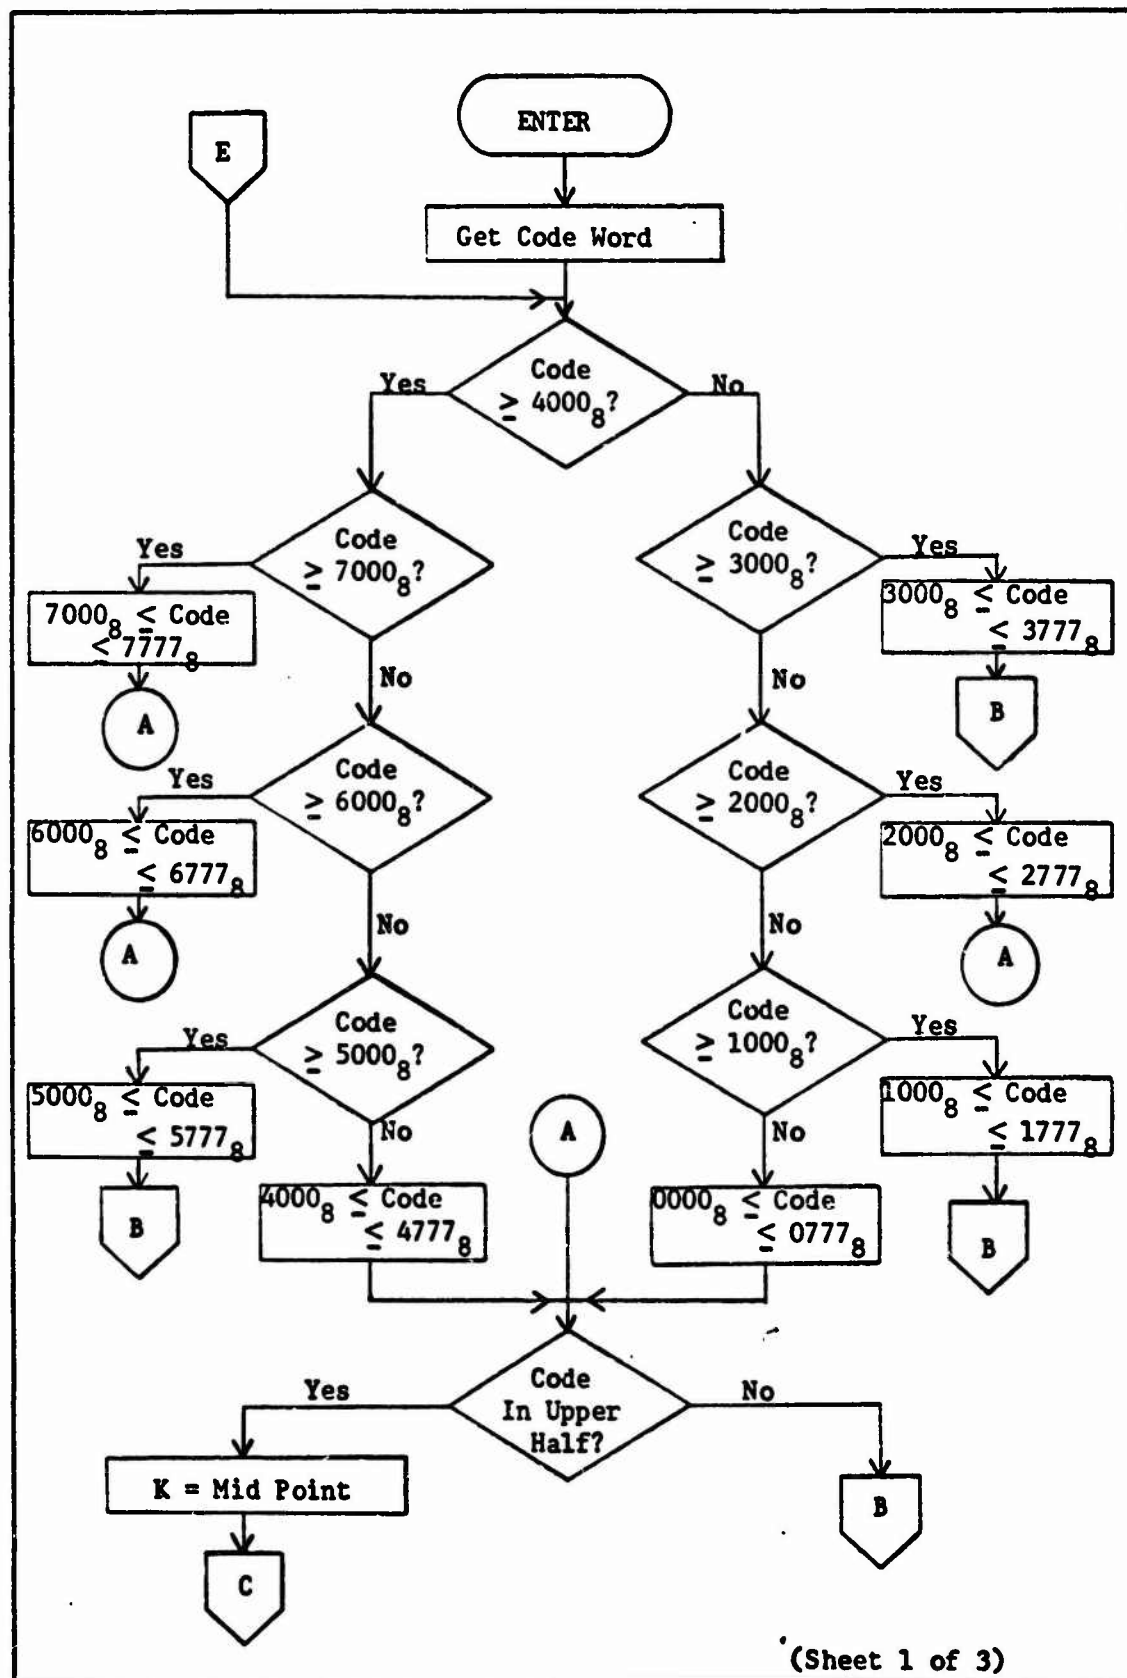 ENTER
E
Get Code Word
Code
≥ 4000₈?
Yes
No
Code
≥ 7000₈?
Code
≥ 3000₈?
Yes
Yes
7000₈ ≤ Code
≤ 7777₈
3000₈ ≤ Code
≤ 3777₈
No
No
A
B
Code
≥ 6000₈?
Code
≥ 2000₈?
Yes
Yes
6000₈ ≤ Code
≤ 6777₈
2000₈ ≤ Code
≤ 2777₈
No
No
A
A
Code
≥ 5000₈?
Code
≥ 1000₈?
Yes
Yes
5000₈ ≤ Code
≤ 5777₈
1000₈ ≤ Code
≤ 1777₈
No
A
No
B
4000₈ ≤ Code
≤ 4777₈
0000₈ ≤ Code
≤ 0777₈
B
Code
In Upper
Half?
Yes
No
K = Mid Point
B
C
(Sheet 1 of 3)